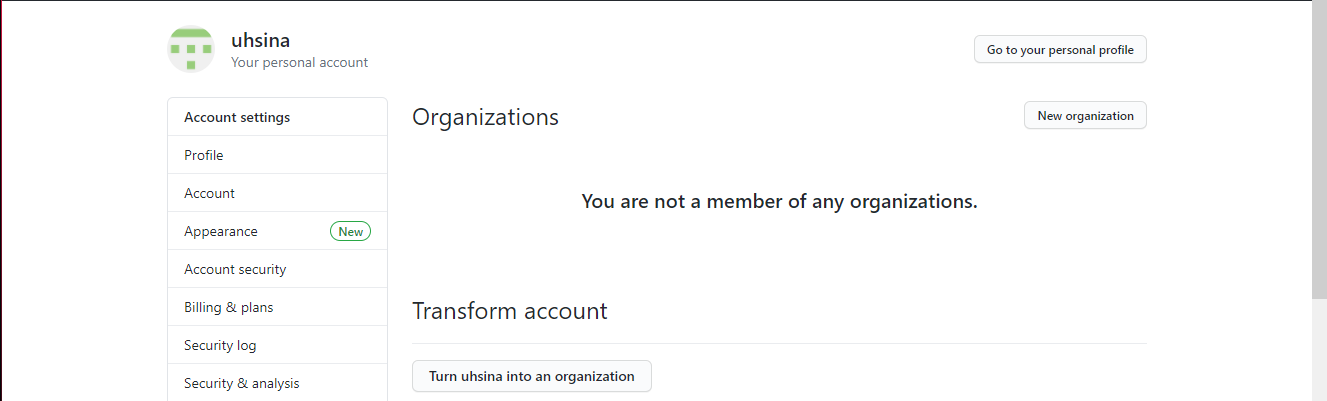 uhsina
Your personal account
Go to your personal profile
Account settings
Profile
Account
Appearance New
Account security
Billing & plans
Security log
Security & analysis
Organizations
New organization
You are not a member of any organizations.
Transform account
Turn uhsina into an organization